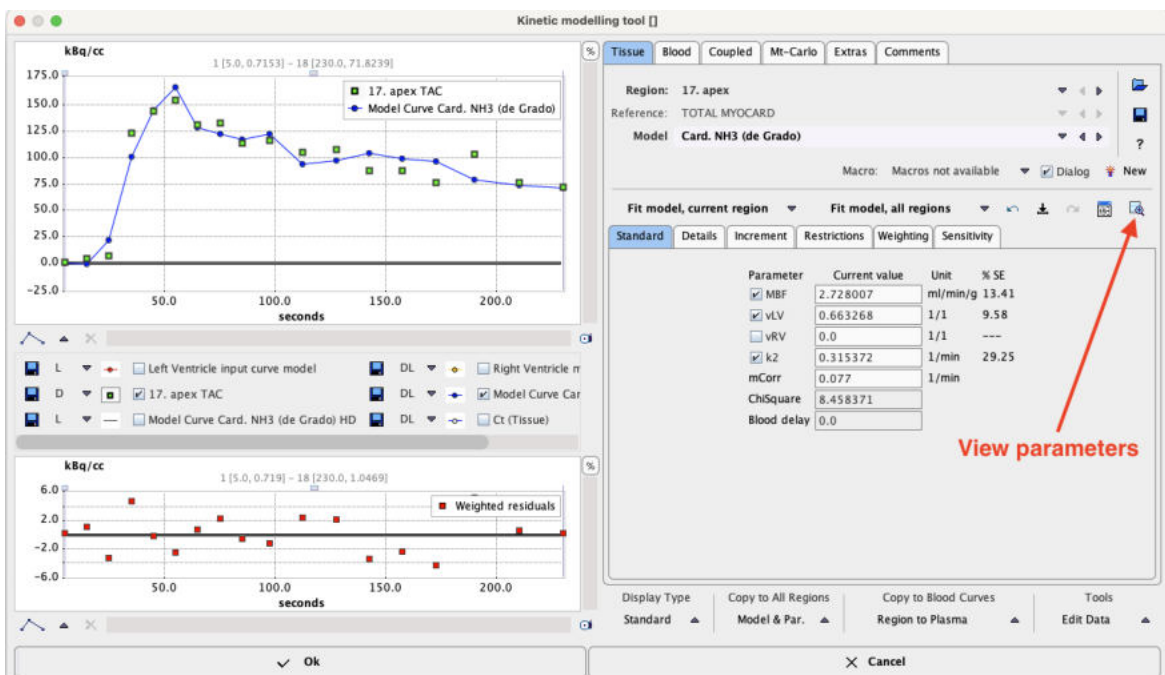 Kinetic modelling tool []
kBq/cc
1 [5.0, 0.7153] - 18 [230.0, 71.8239]
%
175.0
150.0
125.0
100.0
75.0
50.0
25.0
0.0
-25.0
17. apex TAC
Model Curve Card. NH3 (de Grado)
50.0 100.0 150.0 200.0
seconds
L Left Ventricle input curve model DL Right Ventricle m
D 17. apex TAC DL Model Curve Car
L Model Curve Card. NH3 (de Grado) HD DL Ct (Tissue)
kBq/cc
1 [5.0, 0.719] - 18 [230.0, 1.0469]
%
6.0
2.0
-2.0
-6.0
Weighted residuals
50.0 100.0 150.0 200.0
seconds
Tissue Blood Coupled Mt-Carlo Extras Comments
Region: 17. apex
Reference: TOTAL MYOCARD
Model Card. NH3 (de Grado)
?
Macro: Macros not available Dialog New
Fit model, current region Fit model, all regions
Standard Details Increment Restrictions Weighting Sensitivity
Parameter Current value Unit % SE
MBF 2.728007 ml/min/g 13.41
vLV 0.663268 1/1 9.58
vRV 0.0 1/1 ---
k2 0.315372 1/min 29.25
mCorr 0.077 1/min
ChiSquare 8.458371
Blood delay 0.0
View parameters
Display Type Copy to All Regions Copy to Blood Curves Tools
Standard Model & Par. Region to Plasma Edit Data
Ok Cancel